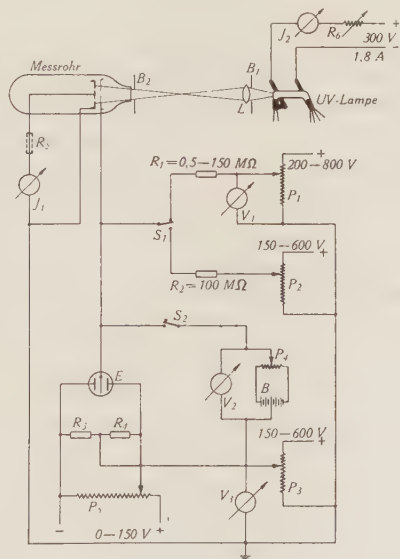 J₂
R₆
− +
300 V
1,8 A
Messrohr
B₂
B₁
L
UV-Lampe
R₅
J₁
R₁ = 0,5–150 MΩ
200–800 V
+
S₁
V₁
P₁
150–600 V
+
R₂ = 100 MΩ
P₂
S₂
P₄
E
V₂
B
R₃
R₄
150–600 V
+
P₅
P₃
V₃
− 0–150 V +